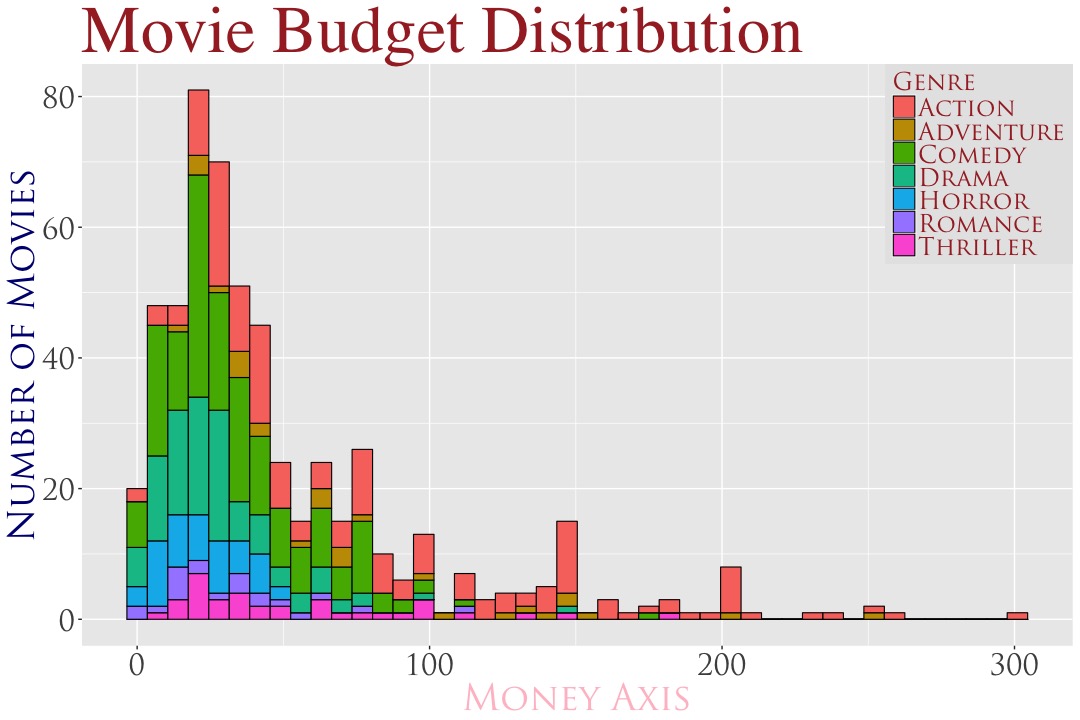 Movie Budget Distribution
GENRE
ACTION
ADVENTURE
COMEDY
DRAMA
HORROR
ROMANCE
THRILLER
NUMBER OF MOVIES
80
60
40
20
0
0 100 200 300
MONEY AXIS